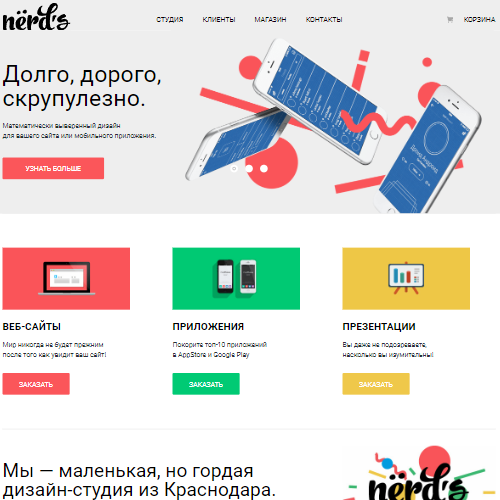 nërd's
СТУДИЯ КЛИЕНТЫ МАГАЗИН КОНТАКТЫ КОРЗИНА
Долго, дорого,
скрупулезно.
Математически выверенный дизайн
для вашего сайта или мобильного приложения.
УЗНАТЬ БОЛЬШЕ
ВЕБ-САЙТЫ
Мир никогда не будет прежним
после того как увидит ваш сайт!
ЗАКАЗАТЬ
ПРИЛОЖЕНИЯ
Покорите топ-10 приложений
в AppStore и Google Play
ЗАКАЗАТЬ
ПРЕЗЕНТАЦИИ
Вы даже не подозреваете,
насколько вы изумительны!
ЗАКАЗАТЬ
Мы — маленькая, но гордая
дизайн-студия из Краснодара.
nërd's